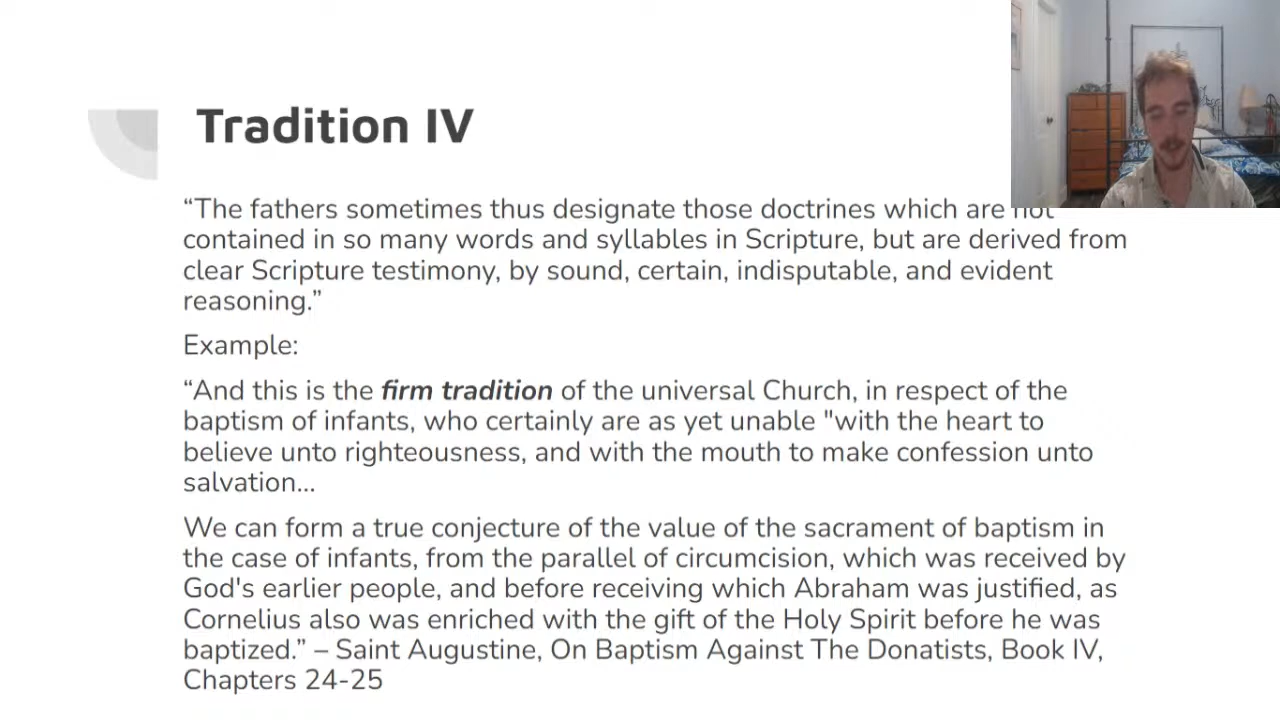 Tradition IV
“The fathers sometimes thus designate those doctrines which are not
contained in so many words and syllables in Scripture, but are derived from
clear Scripture testimony, by sound, certain, indisputable, and evident
reasoning.”
Example:
“And this is the firm tradition of the universal Church, in respect of the
baptism of infants, who certainly are as yet unable "with the heart to
believe unto righteousness, and with the mouth to make confession unto
salvation...
We can form a true conjecture of the value of the sacrament of baptism in
the case of infants, from the parallel of circumcision, which was received by
God's earlier people, and before receiving which Abraham was justified, as
Cornelius also was enriched with the gift of the Holy Spirit before he was
baptized.” – Saint Augustine, On Baptism Against The Donatists, Book IV,
Chapters 24-25